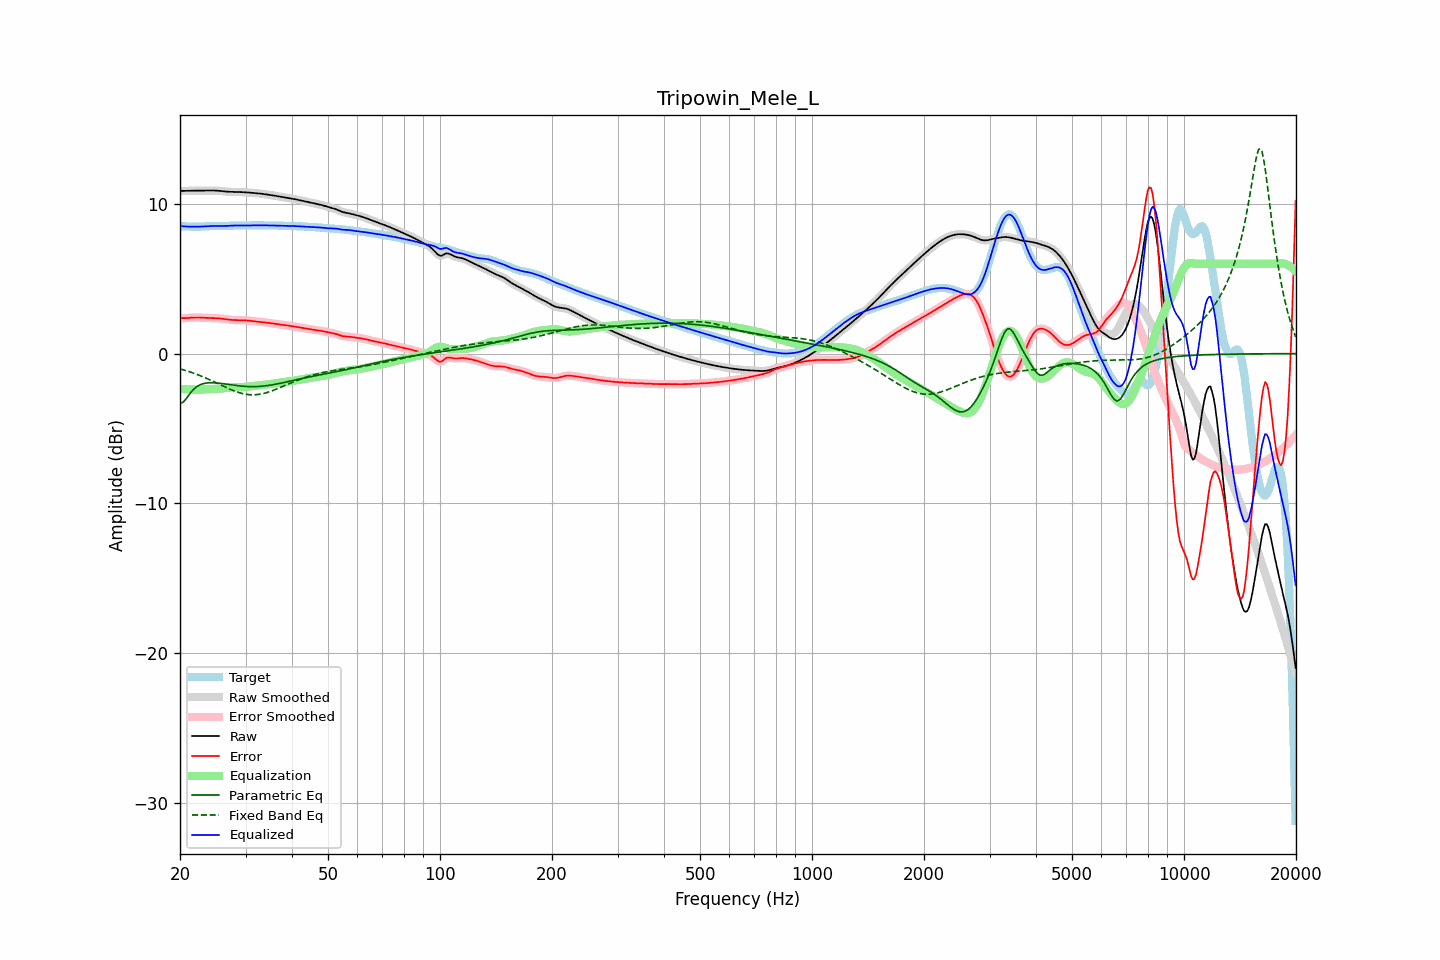 Tripowin_Mele_L
Amplitude (dBr)
10
0
−10
−20
−30
Target
Raw Smoothed
Error Smoothed
Raw
Error
Equalization
Parametric Eq
Fixed Band Eq
Equalized
20 50 100 200 500 1000 2000 5000 10000 20000
Frequency (Hz)